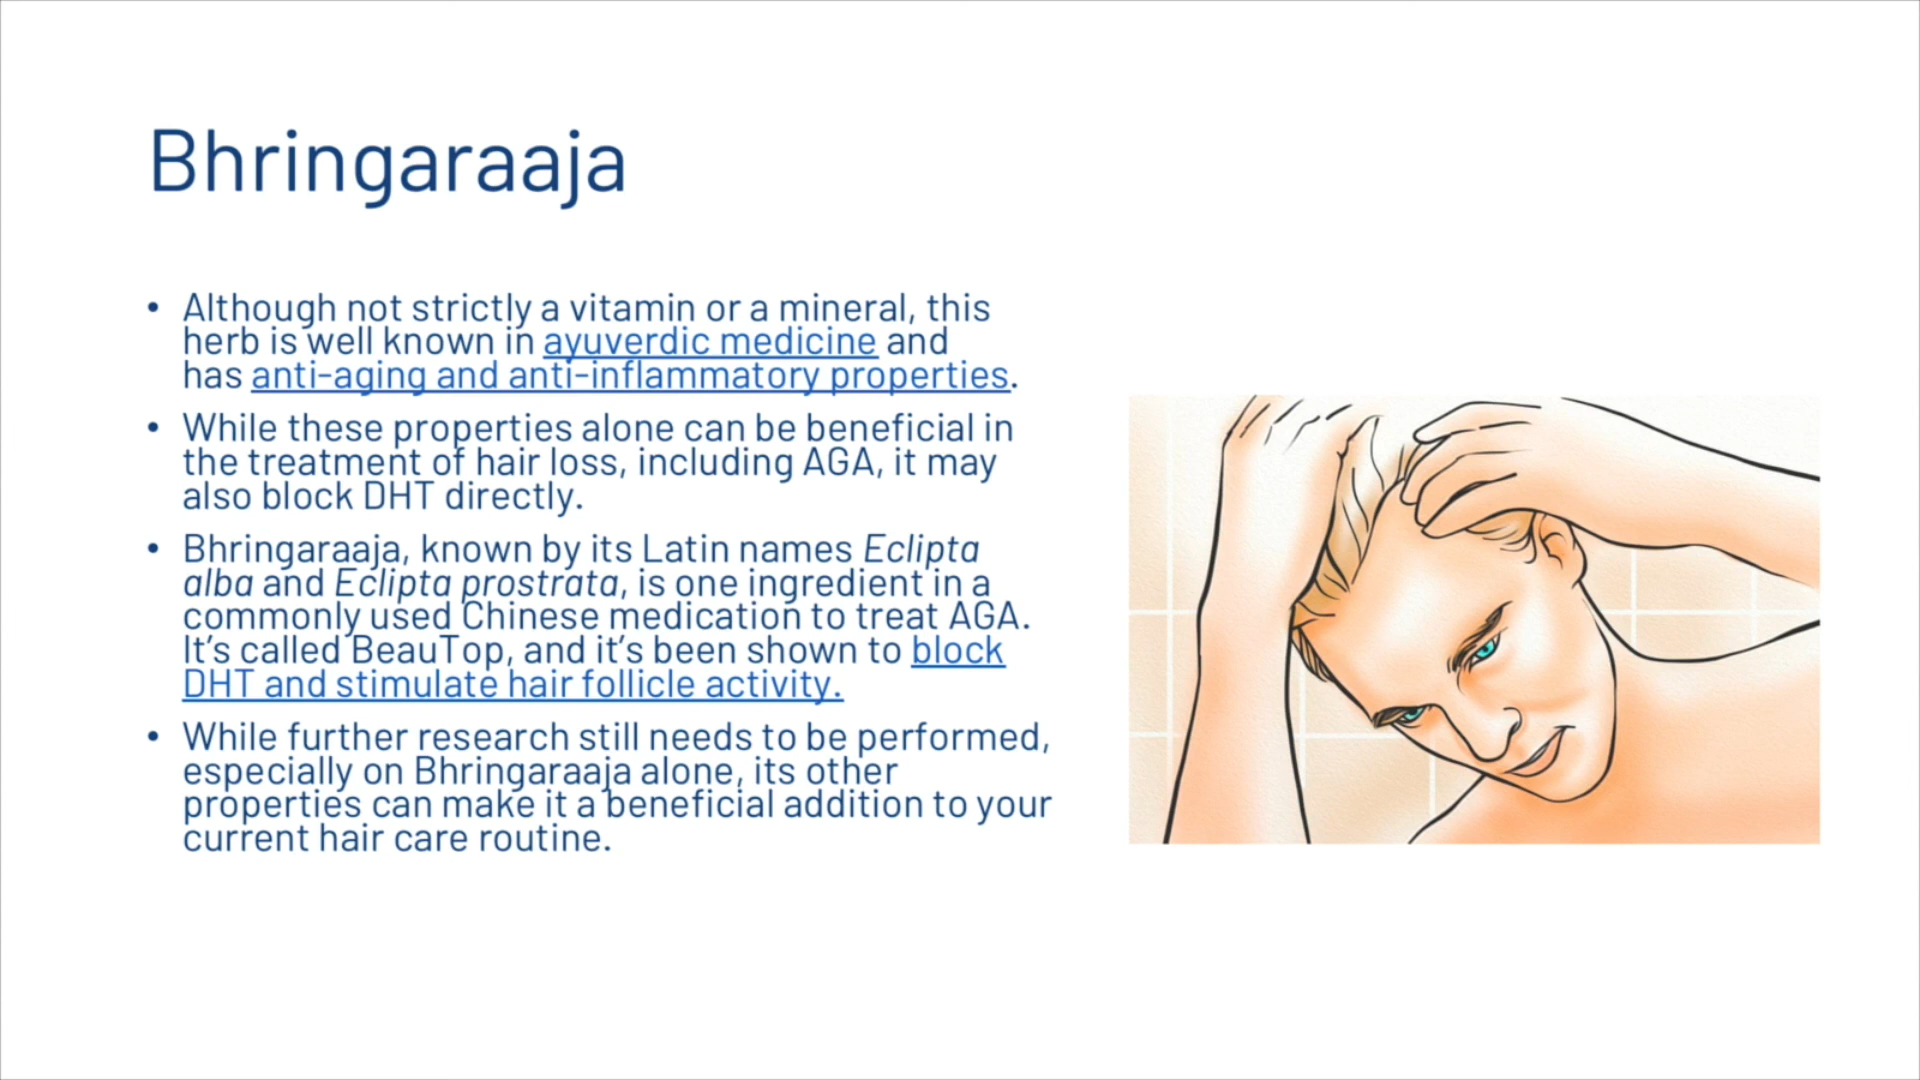 Bhringaraaja
• Although not strictly a vitamin or a mineral, this
herb is well known in ayuverdic medicine and
has anti-aging and anti-inflammatory properties.
• While these properties alone can be beneficial in
the treatment of hair loss, including AGA, it may
also block DHT directly.
• Bhringaraaja, known by its Latin names Eclipta
alba and Eclipta prostrata, is one ingredient in a
commonly used Chinese medication to treat AGA.
It’s called BeauTop, and it’s been shown to block
DHT and stimulate hair follicle activity.
• While further research still needs to be performed,
especially on Bhringaraaja alone, its other
properties can make it a beneficial addition to your
current hair care routine.